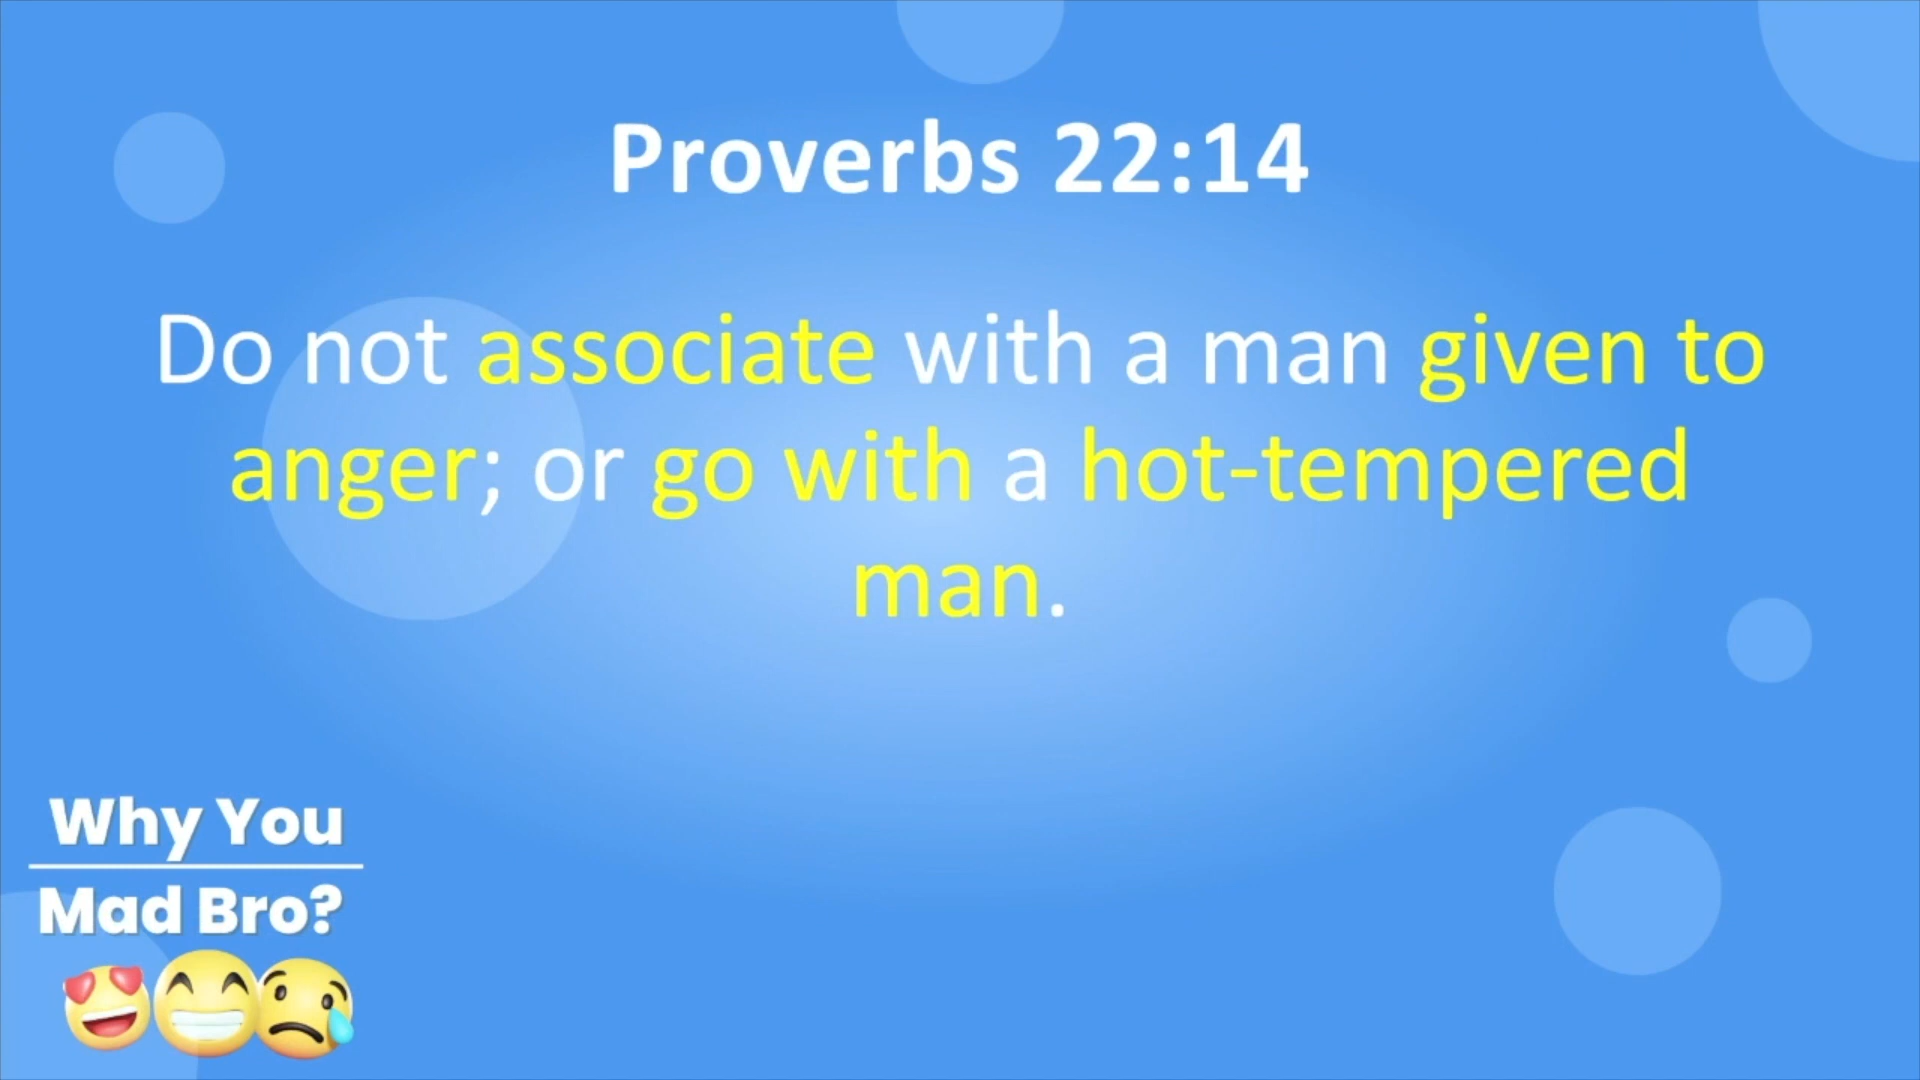 Proverbs 22:14
Do not associate with a man given to
anger; or go with a hot-tempered
man.
Why You
Mad Bro?